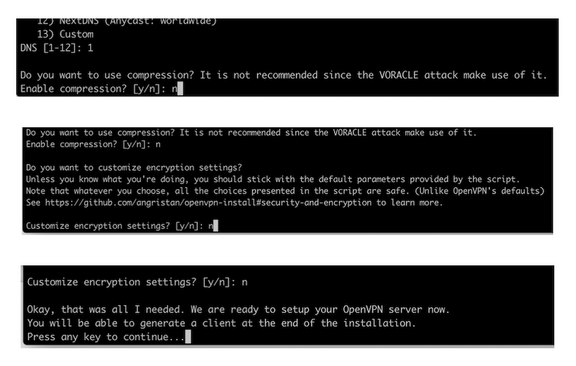 12) NextDNS (Anycast: worldwide)
13) Custom
DNS [1-12]: 1
Do you want to use compression? It is not recommended since the VORACLE attack make use of it.
Enable compression? [y/n]: n
Do you want to use compression? It is not recommended since the VORACLE attack make use of it.
Enable compression? [y/n]: n
Do you want to customize encryption settings?
Unless you know what you're doing, you should stick with the default parameters provided by the script.
Note that whatever you choose, all the choices presented in the script are safe. (Unlike OpenVPN's defaults)
See https://github.com/angristan/openvpn-install#security-and-encryption to learn more.
Customize encryption settings? [y/n]: n
Customize encryption settings? [y/n]: n
Okay, that was all I needed. We are ready to setup your OpenVPN server now.
You will be able to generate a client at the end of the installation.
Press any key to continue...